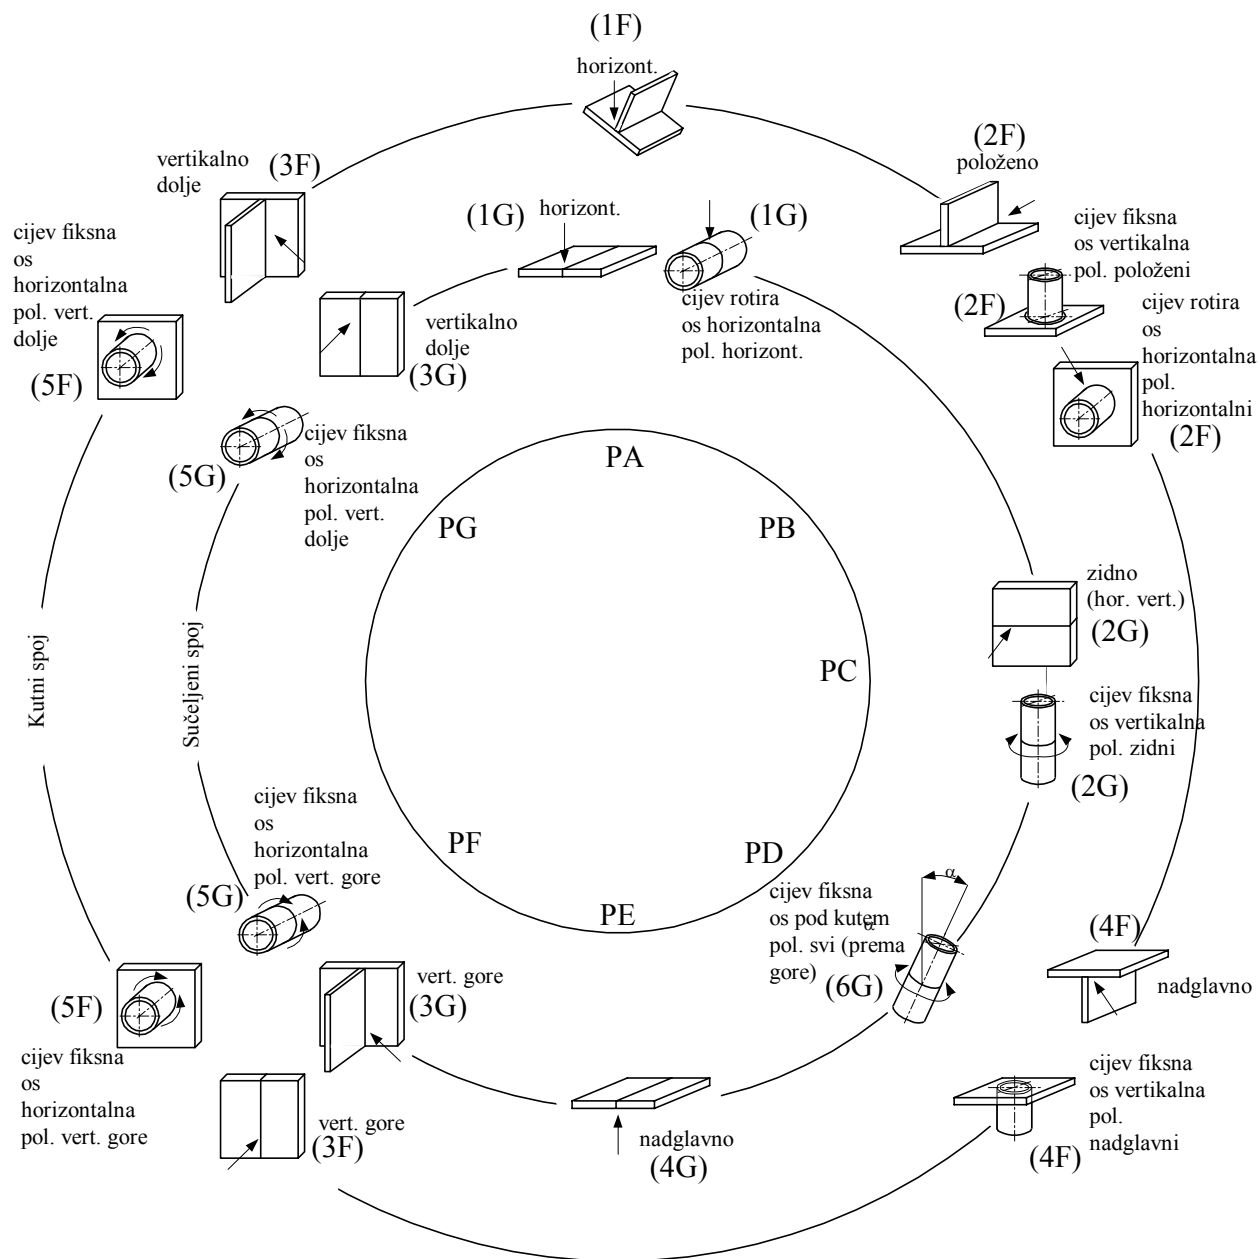 (1F)
horizont.
vertikalno
dolje
(3F)
(2F)
položeno
(1G)
horizont.
(1G)
cijev rotira
os horizontalna
pol. horizont.
cijev fiksna
os
horizontalna
pol. vert.
dolje
(5F)
vertikalno
dolje
(3G)
cijev fiksna
os vertikalna
pol. položeni
(2F)
cijev rotira
os
horizontalna
pol.
horizontalni
(2F)
cijev fiksna
os
horizontalna
pol. vert.
dolje
(5G)
PA
PB
PG
PC
PF
PD
PE
zidno
(hor. vert.)
(2G)
Kutni spoj
Sučeljeni spoj
cijev fiksna
os vertikalna
pol. zidni
(2G)
cijev fiksna
os
horizontalna
pol. vert. gore
(5G)
α
cijev fiksna
os pod kutem
α
pol. svi (prema
gore)
(6G)
(4F)
nadglavno
(5F)
cijev fiksna
os
horizontalna
pol. vert. gore
vert. gore
(3G)
vert. gore
(3F)
nadglavno
(4G)
cijev fiksna
os vertikalna
pol.
nadglavni
(4F)